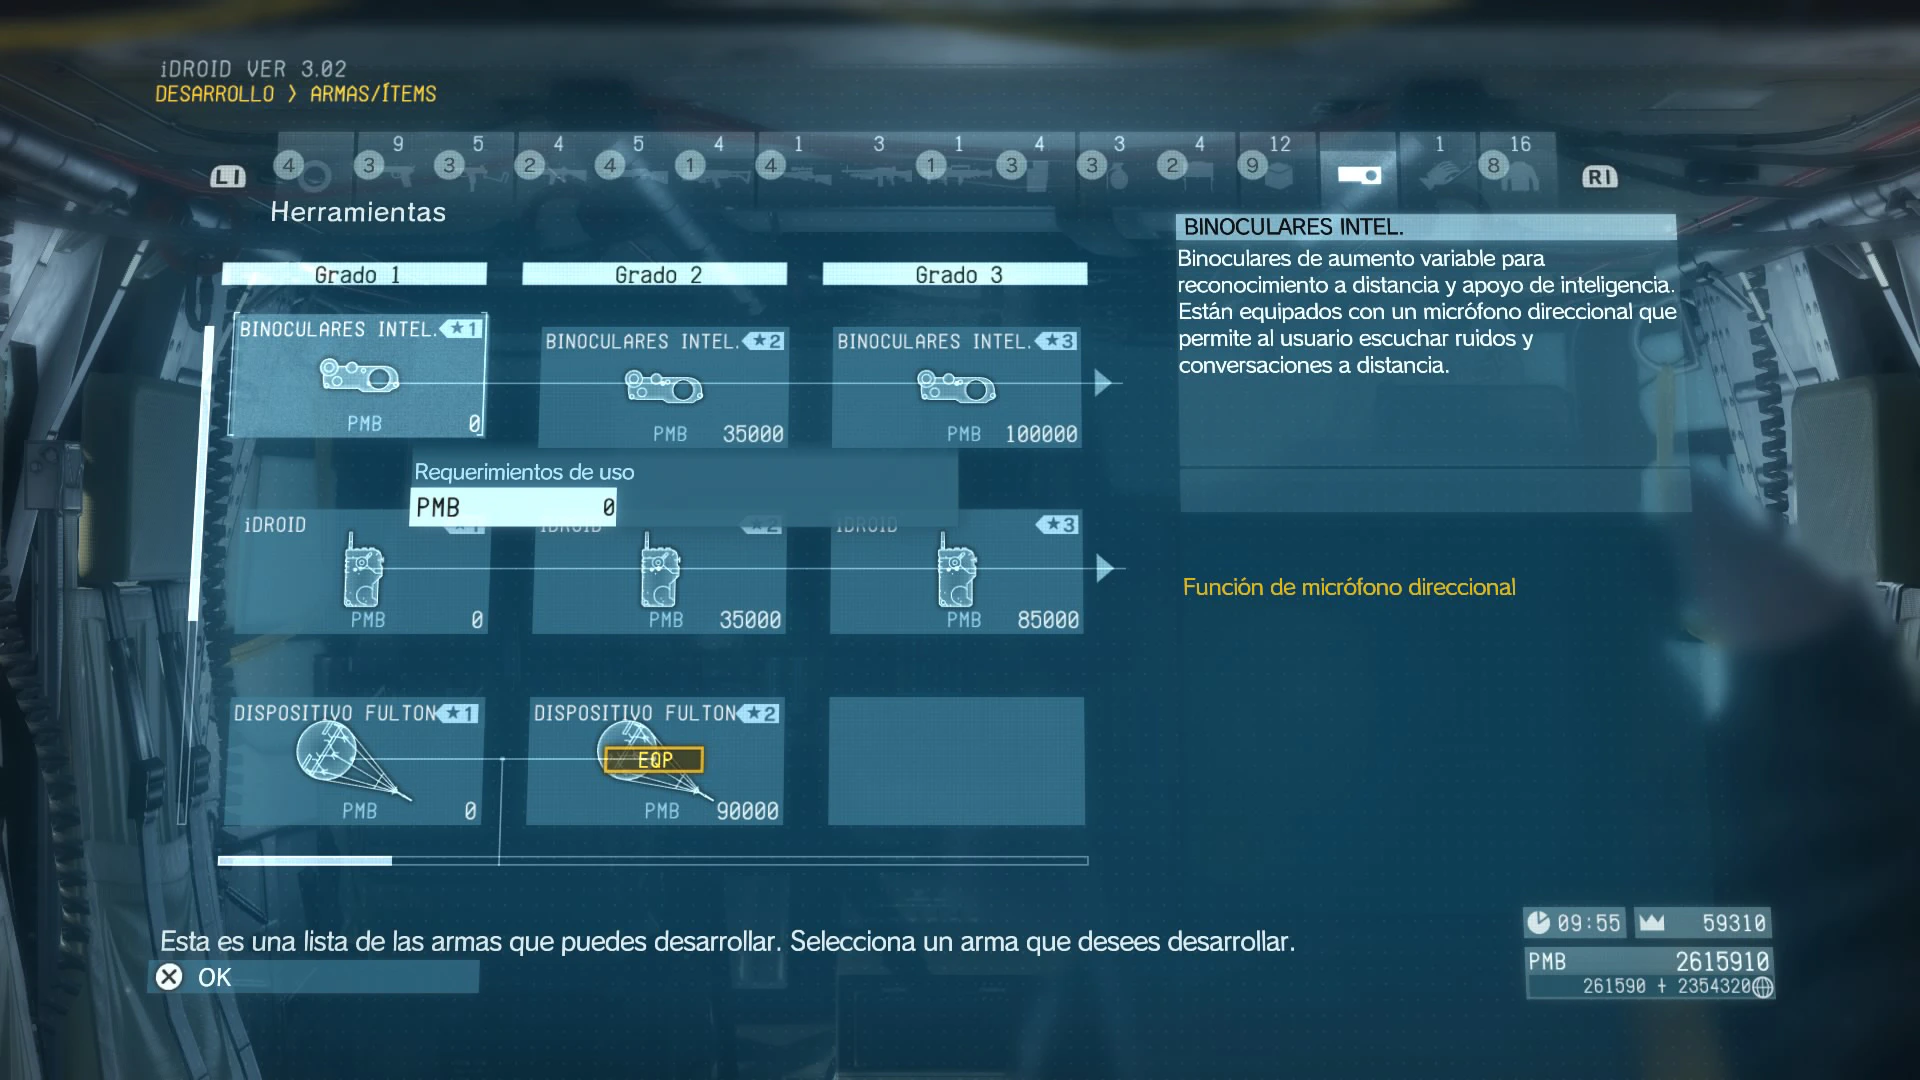 iDROID VER 3.02
DESARROLLO > ARMAS/ÍTEMS
9 5 4 5 4 1 3 1 4 3 4 12 1 16
L1 4 3 3 2 4 1 4 1 3 3 2 9 8 R1
Herramientas
Grado 1 Grado 2 Grado 3
BINOCULARES INTEL. ★1
PMB 0
BINOCULARES INTEL. ★2
PMB 35000
BINOCULARES INTEL. ★3
PMB 100000
Requerimientos de uso
PMB 0
iDROID ★1
PMB 0
iDROID ★2
PMB 35000
iDROID ★3
PMB 85000
DISPOSITIVO FULTON ★1
PMB 0
DISPOSITIVO FULTON ★2
EQP
PMB 90000
BINOCULARES INTEL.
Binoculares de aumento variable para
reconocimiento a distancia y apoyo de inteligencia.
Están equipados con un micrófono direccional que
permite al usuario escuchar ruidos y
conversaciones a distancia.
Función de micrófono direccional
Esta es una lista de las armas que puedes desarrollar. Selecciona un arma que desees desarrollar.
OK
09:55 59310
PMB 2615910
261590 + 2354320